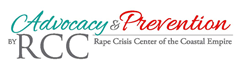 Advocacy & Prevention
BY RCC Rape Crisis Center of the Coastal Empire